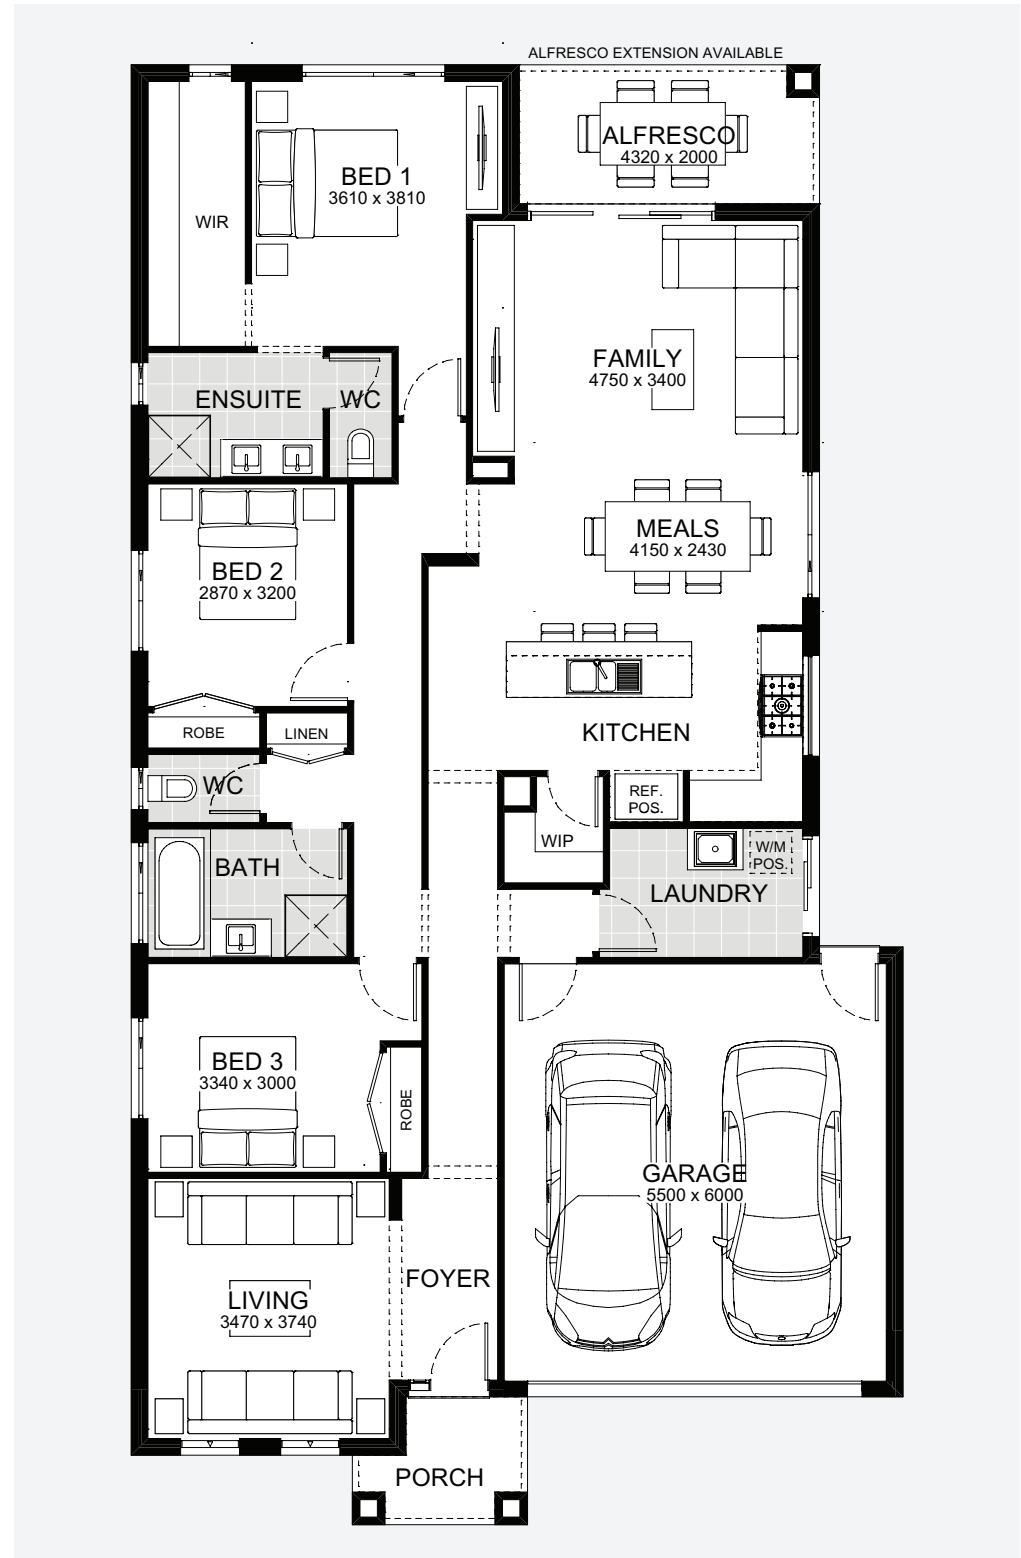 ALFRESCO EXTENSION AVAILABLE
ALFRESCO
4320 x 2000
BED 1
3610 x 3810
WIR
FAMILY
4750 x 3400
ENSUITE
WC
MEALS
4150 x 2430
BED 2
2870 x 3200
ROBE
LINEN
KITCHEN
WC
REF.
POS.
WIP
W/M
POS.
BATH
LAUNDRY
BED 3
3340 x 3000
ROBE
GARAGE
5500 x 6000
FOYER
LIVING
3470 x 3740
PORCH